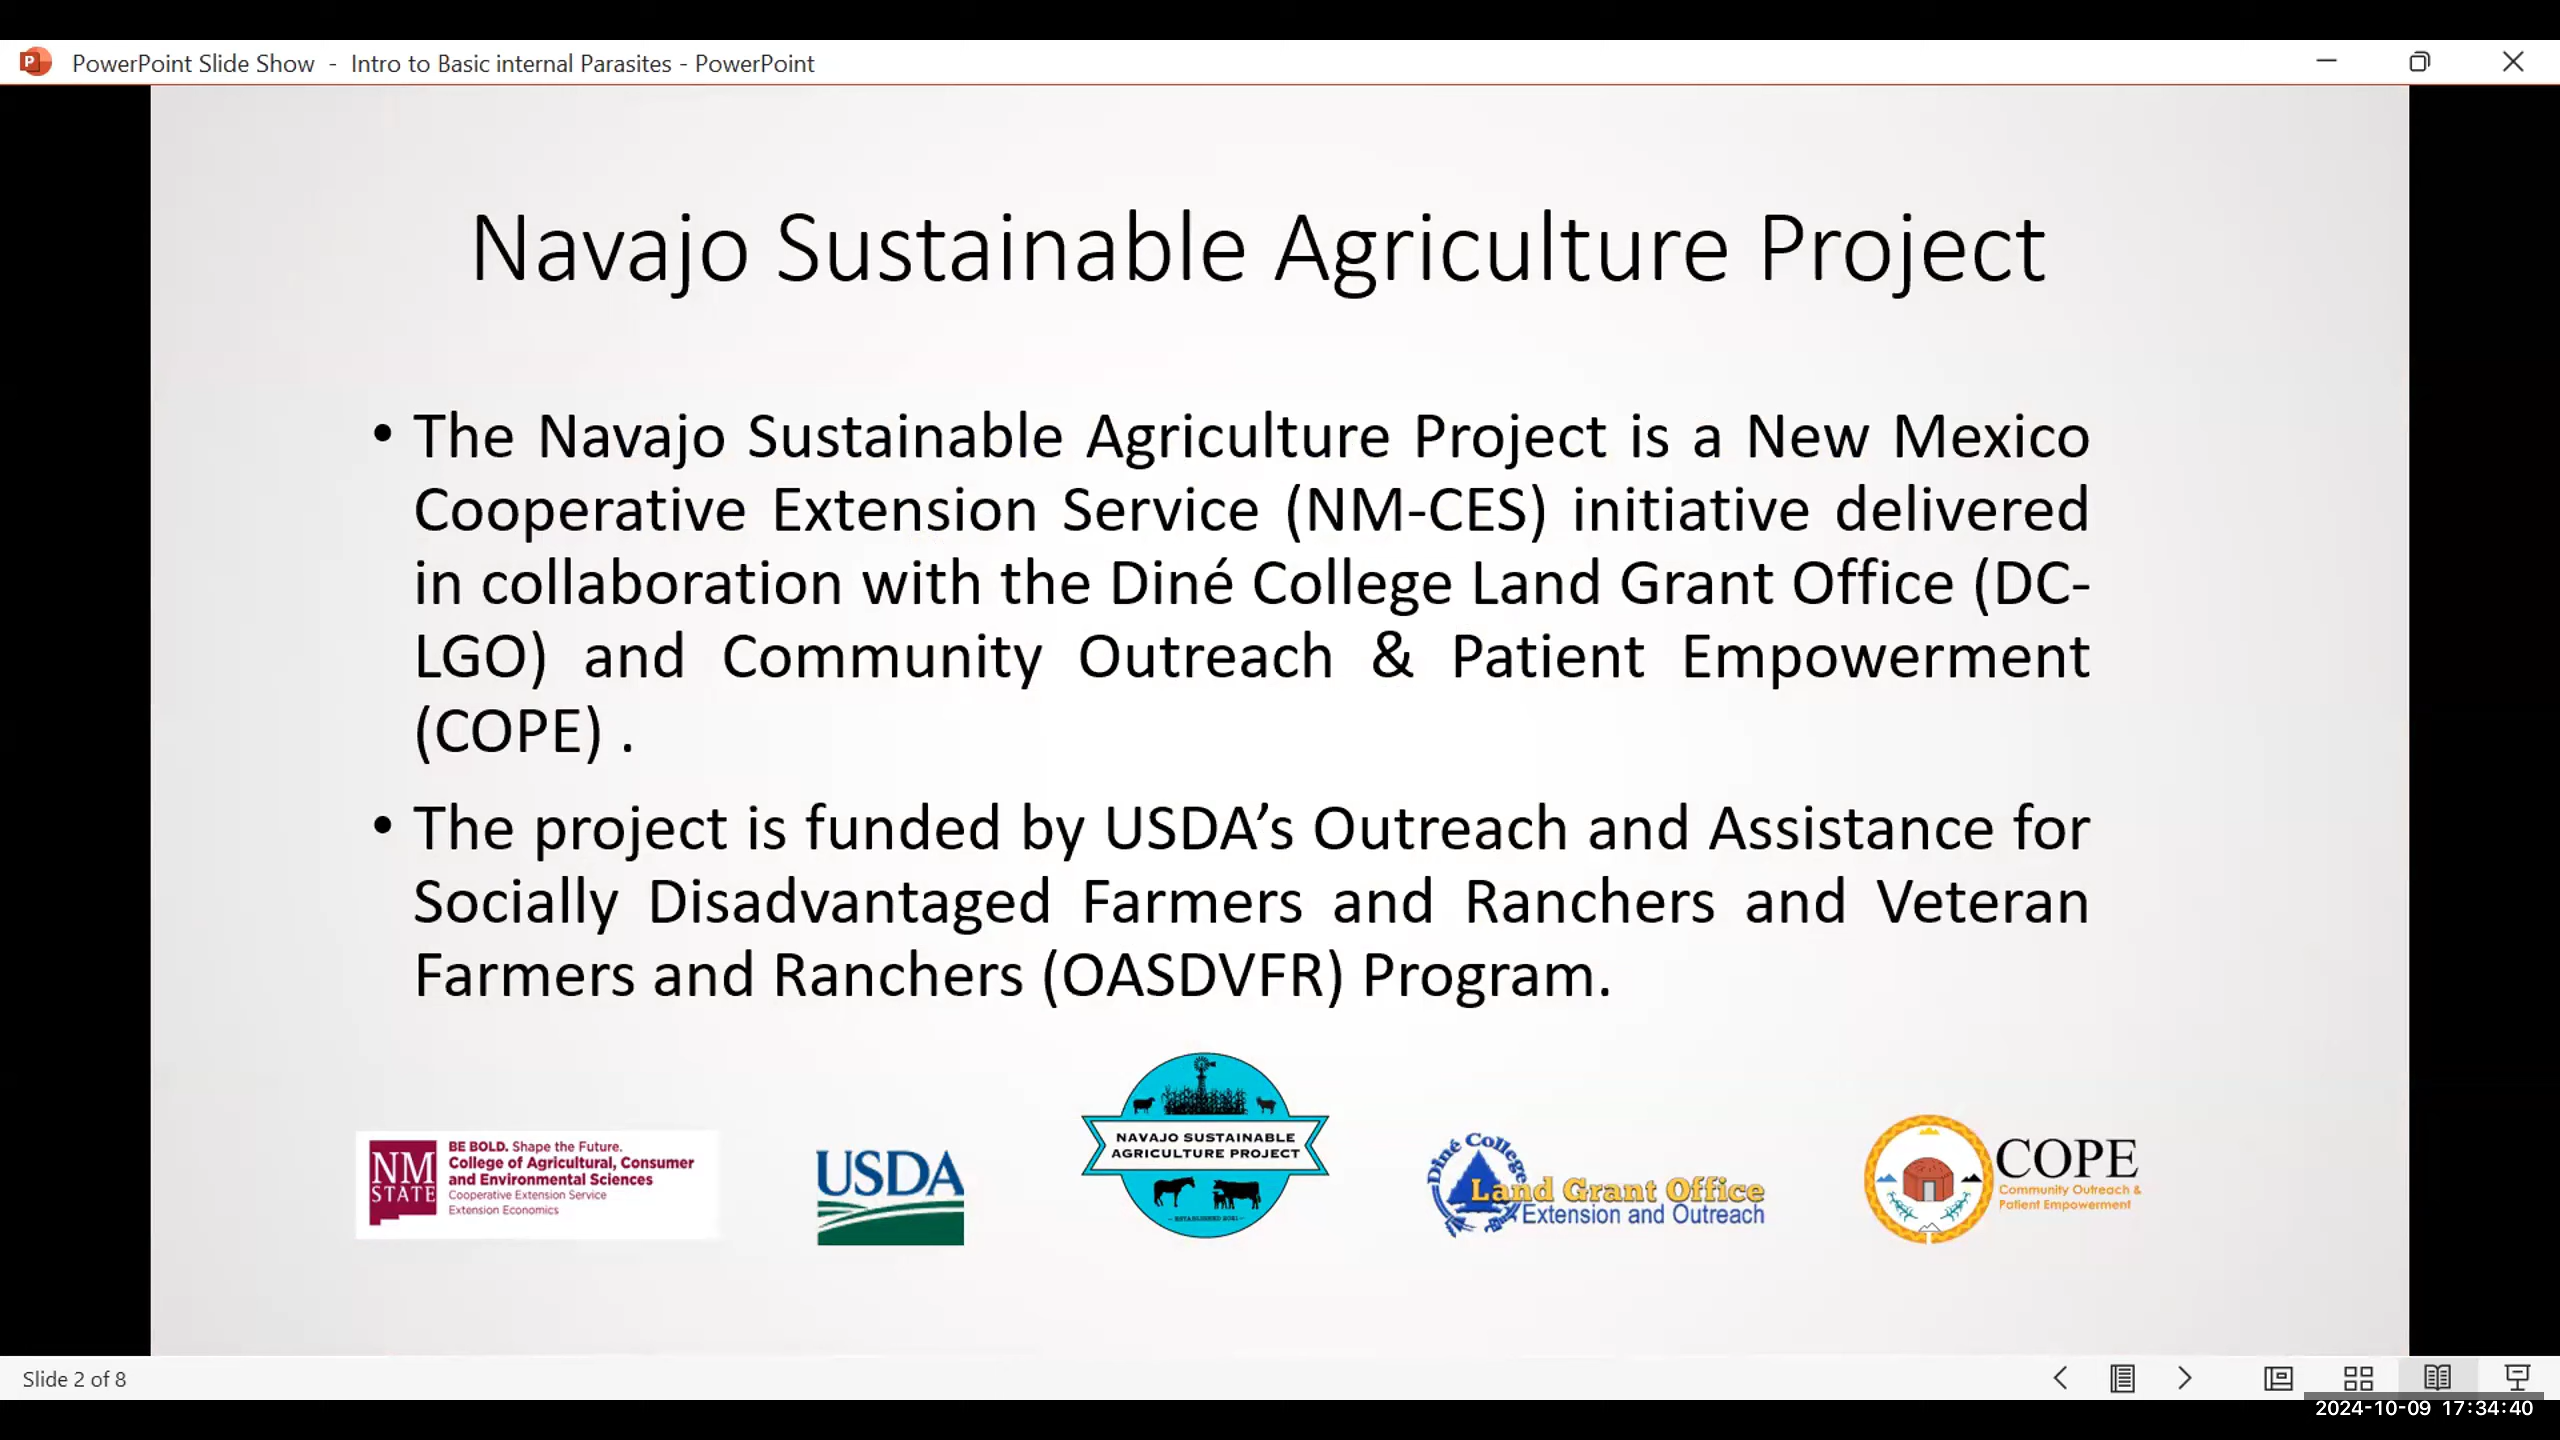 PowerPoint Slide Show - Intro to Basic internal Parasites - PowerPoint
Navajo Sustainable Agriculture Project
• The Navajo Sustainable Agriculture Project is a New Mexico
Cooperative Extension Service (NM-CES) initiative delivered
in collaboration with the Diné College Land Grant Office (DC-
LGO) and Community Outreach & Patient Empowerment
(COPE) .
• The project is funded by USDA’s Outreach and Assistance for
Socially Disadvantaged Farmers and Ranchers and Veteran
Farmers and Ranchers (OASDVFR) Program.
NM
STATE
BE BOLD. Shape the Future.
College of Agricultural, Consumer
and Environmental Sciences
Cooperative Extension Service
Extension Economics
USDA
NAVAJO SUSTAINABLE
AGRICULTURE PROJECT
ESTABLISHED 2021
Diné College
Land Grant Office
Extension and Outreach
COPE
Community Outreach &
Patient Empowerment
Slide 2 of 8
2024-10-09 17:34:40